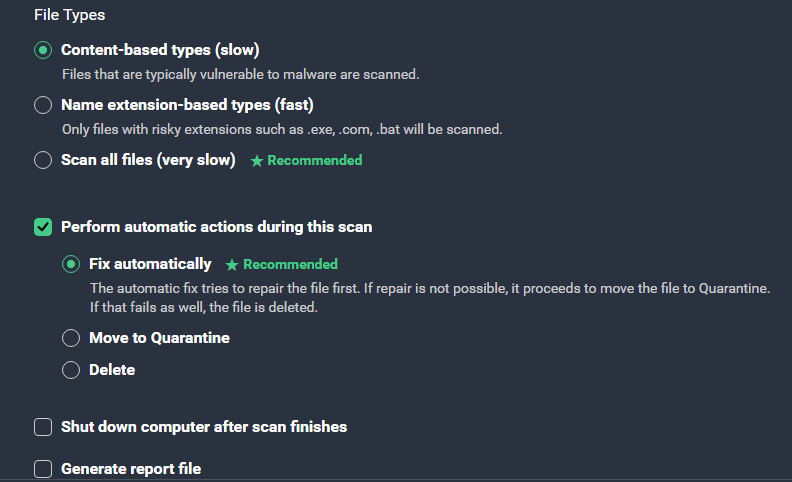 File Types
Content-based types (slow)
Files that are typically vulnerable to malware are scanned.
Name extension-based types (fast)
Only files with risky extensions such as .exe, .com, .bat will be scanned.
Scan all files (very slow) ★ Recommended
Perform automatic actions during this scan
Fix automatically ★ Recommended
The automatic fix tries to repair the file first. If repair is not possible, it proceeds to move the file to Quarantine.
If that fails as well, the file is deleted.
Move to Quarantine
Delete
Shut down computer after scan finishes
Generate report file